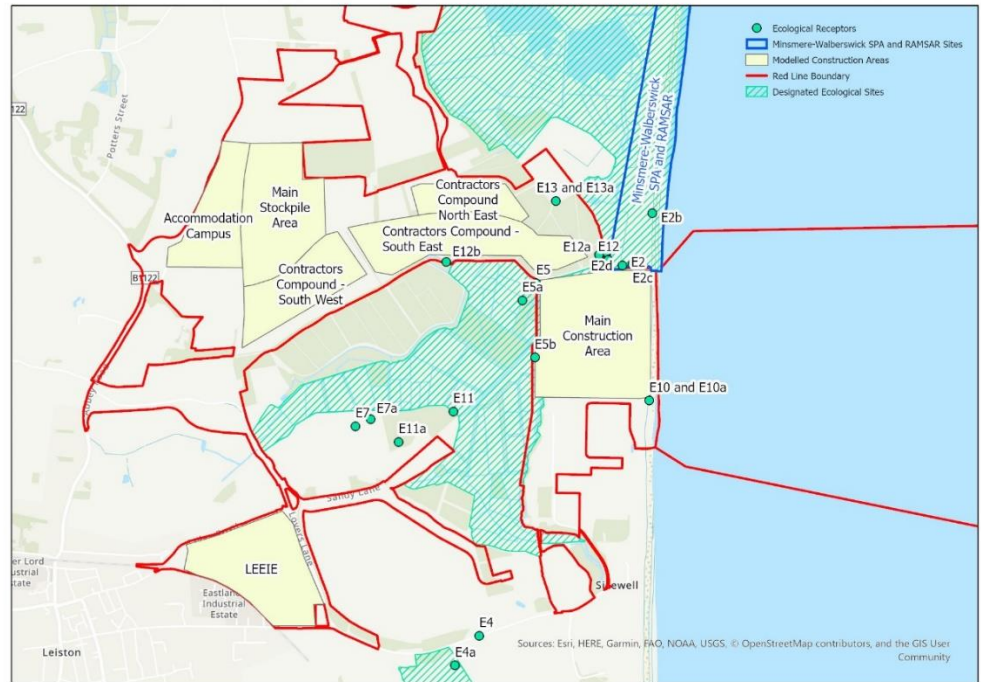 Ecological Receptors
Minsmere-Walberswick SPA and RAMSAR Sites
Modelled Construction Areas
Red Line Boundary
Designated Ecological Sites
122
Potters Street
Minsmere-Walberswick
SPA and RAMSAR
Contractors
Compound
North East
E13 and E13a
E2b
Main
Stockpile
Area
Accommodation
Campus
Contractors Compound -
South East
E12b
E12a
E12
E2d
E2
E2c
E5
E5a
B1122
Contractors
Compound -
South West
Main
Construction
Area
E5b
E10 and E10a
E7
E7a
E11
E11a
Sandy Lane
Lovers Lane
LEEIE
Industrial
Estate
Leiston
E4
E4a
Sources: Esri, HERE, Garmin, FAO, NOAA, USGS. © OpenStreetMap contributors, and the GIS User
Community